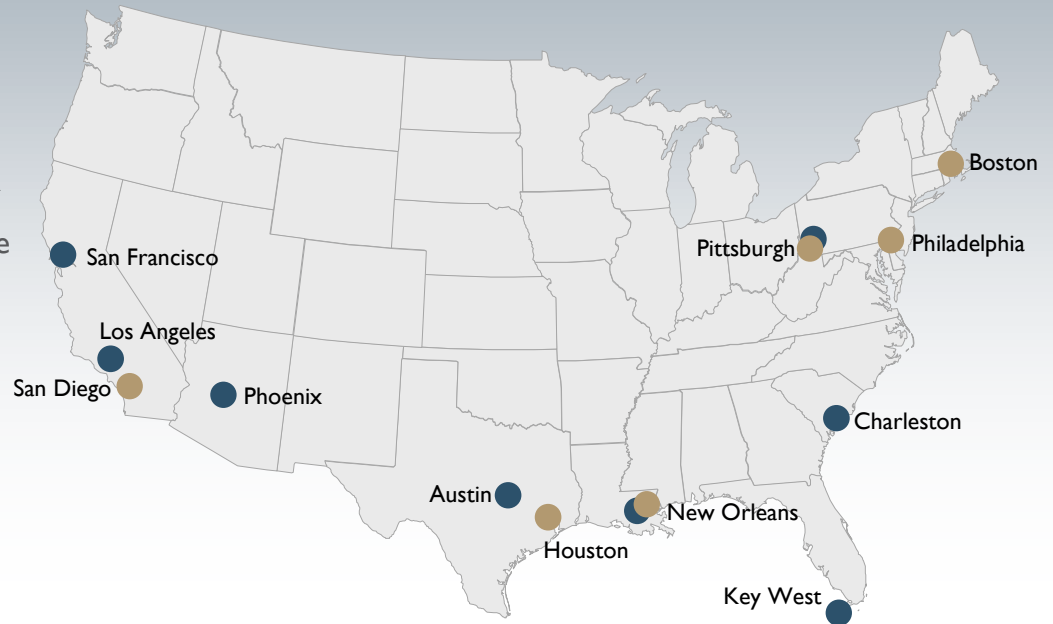 Boston
Philadelphia
Pittsburgh
San Francisco
Los Angeles
San Diego
Phoenix
Charleston
Austin
New Orleans
Houston
Key West